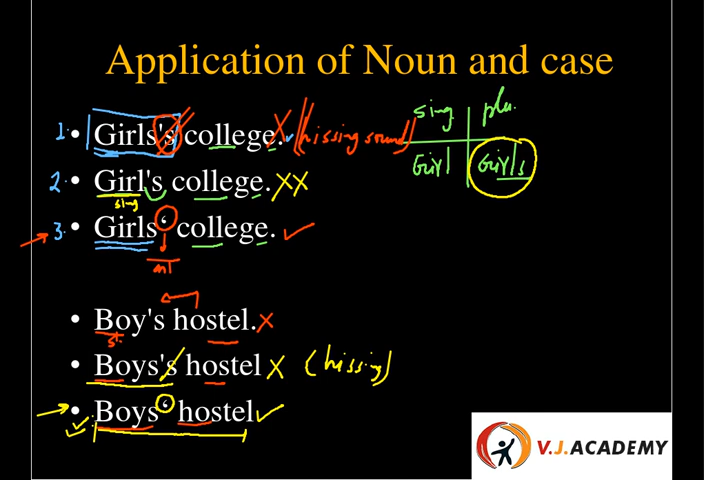 Application of Noun and case
1. • Girls's college. X (hissing sound)
sing plu.
Girl Girls
2. • Girl's college. XX
sing
3. • Girls‘ college.
• Boy's hostel. X
• Boys's hostel X (hissing)
• Boys‘ hostel
V.J.ACADEMY